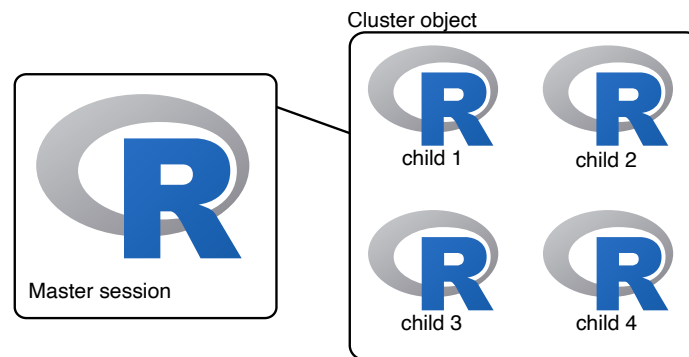 Cluster object
R
R
child 1
child 2
R
Master session
R
R
child 3
child 4